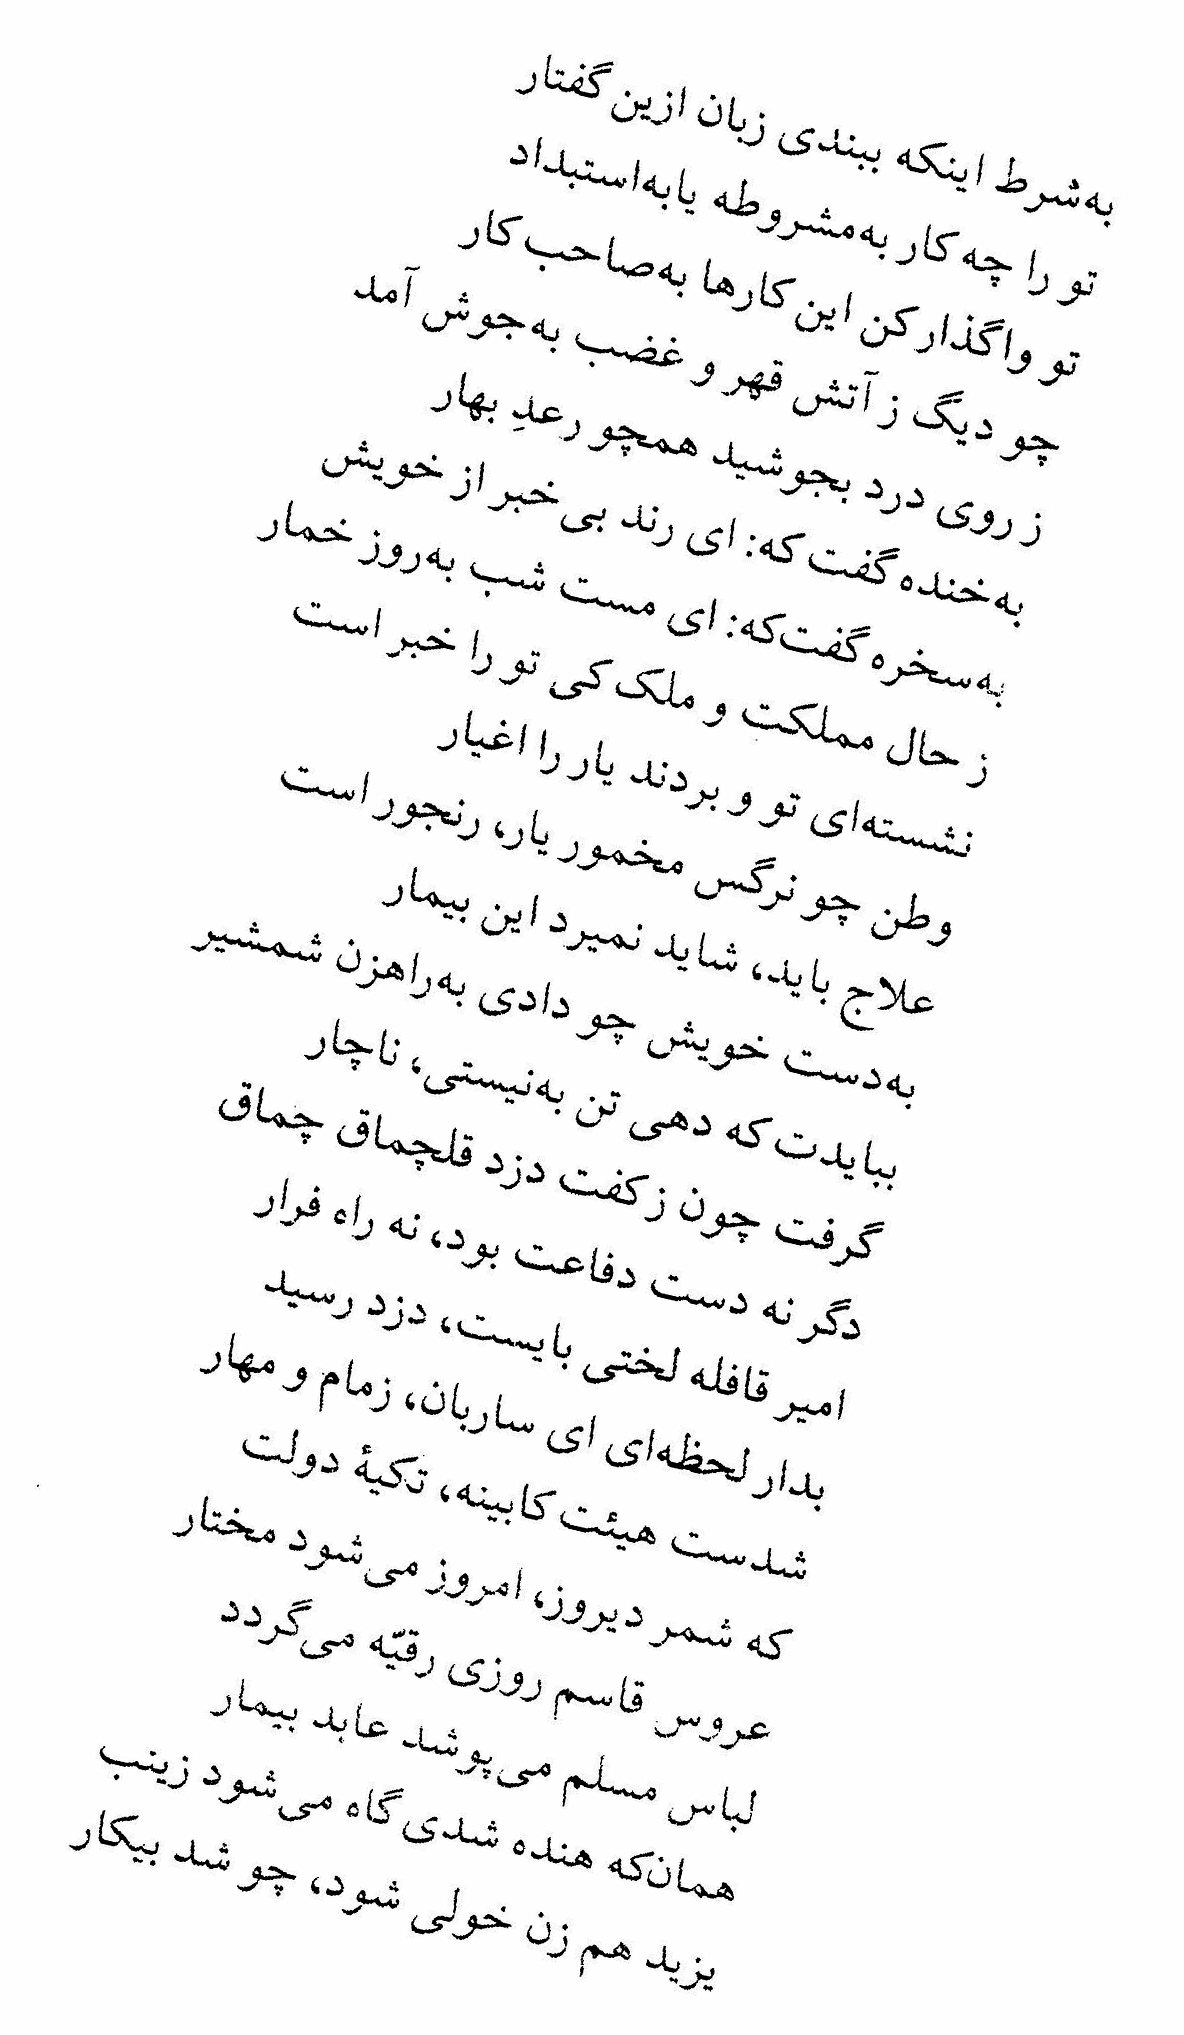 به‌شرط اینکه ببندی زبان ازین گفتار
تو را چه کار به‌مشروطه یابه‌استبداد
تو واگذار کن این کارها به‌صاحب‌کار
چو دیگ ز آتش قهر و غضب به‌جوش آمد
ز روی درد بجوشید همچو رعدِ بهار
به‌خنده گفت که: ای رند بی‌خبر از خویش
به‌سخره گفت‌که: ای مست شب به‌روز خمار
ز حال مملکت و ملک کی تو را خبر است
نشسته‌ای تو و بردند یار را اغیار
وطن چو نرگس مخمور یار، رنجور است
علاج باید، شاید نمیرد این بیمار
به‌دست خویش چو دادی به‌راهزن شمشیر
ببایدت که دهی تن به‌نیستی، ناچار
گرفت چون ز کفت دزد قلچماق چماق
دگر نه دست دفاعت بود، نه راه فرار
امیر قافله لختی بایست، دزد رسید
بدار لحظه‌ای ای ساربان، زمام و مهار
شدست هیئت کابینه، تکیهٔ دولت
که شمر دیروز، امروز می‌شود مختار
عروس قاسم روزی رقیّه می‌گردد
لباس مسلم می‌پوشد عابد بیمار
همان‌که هنده شدی گاه می‌شود زینب
یزید هم زن خولی شود، چو شد بیکار